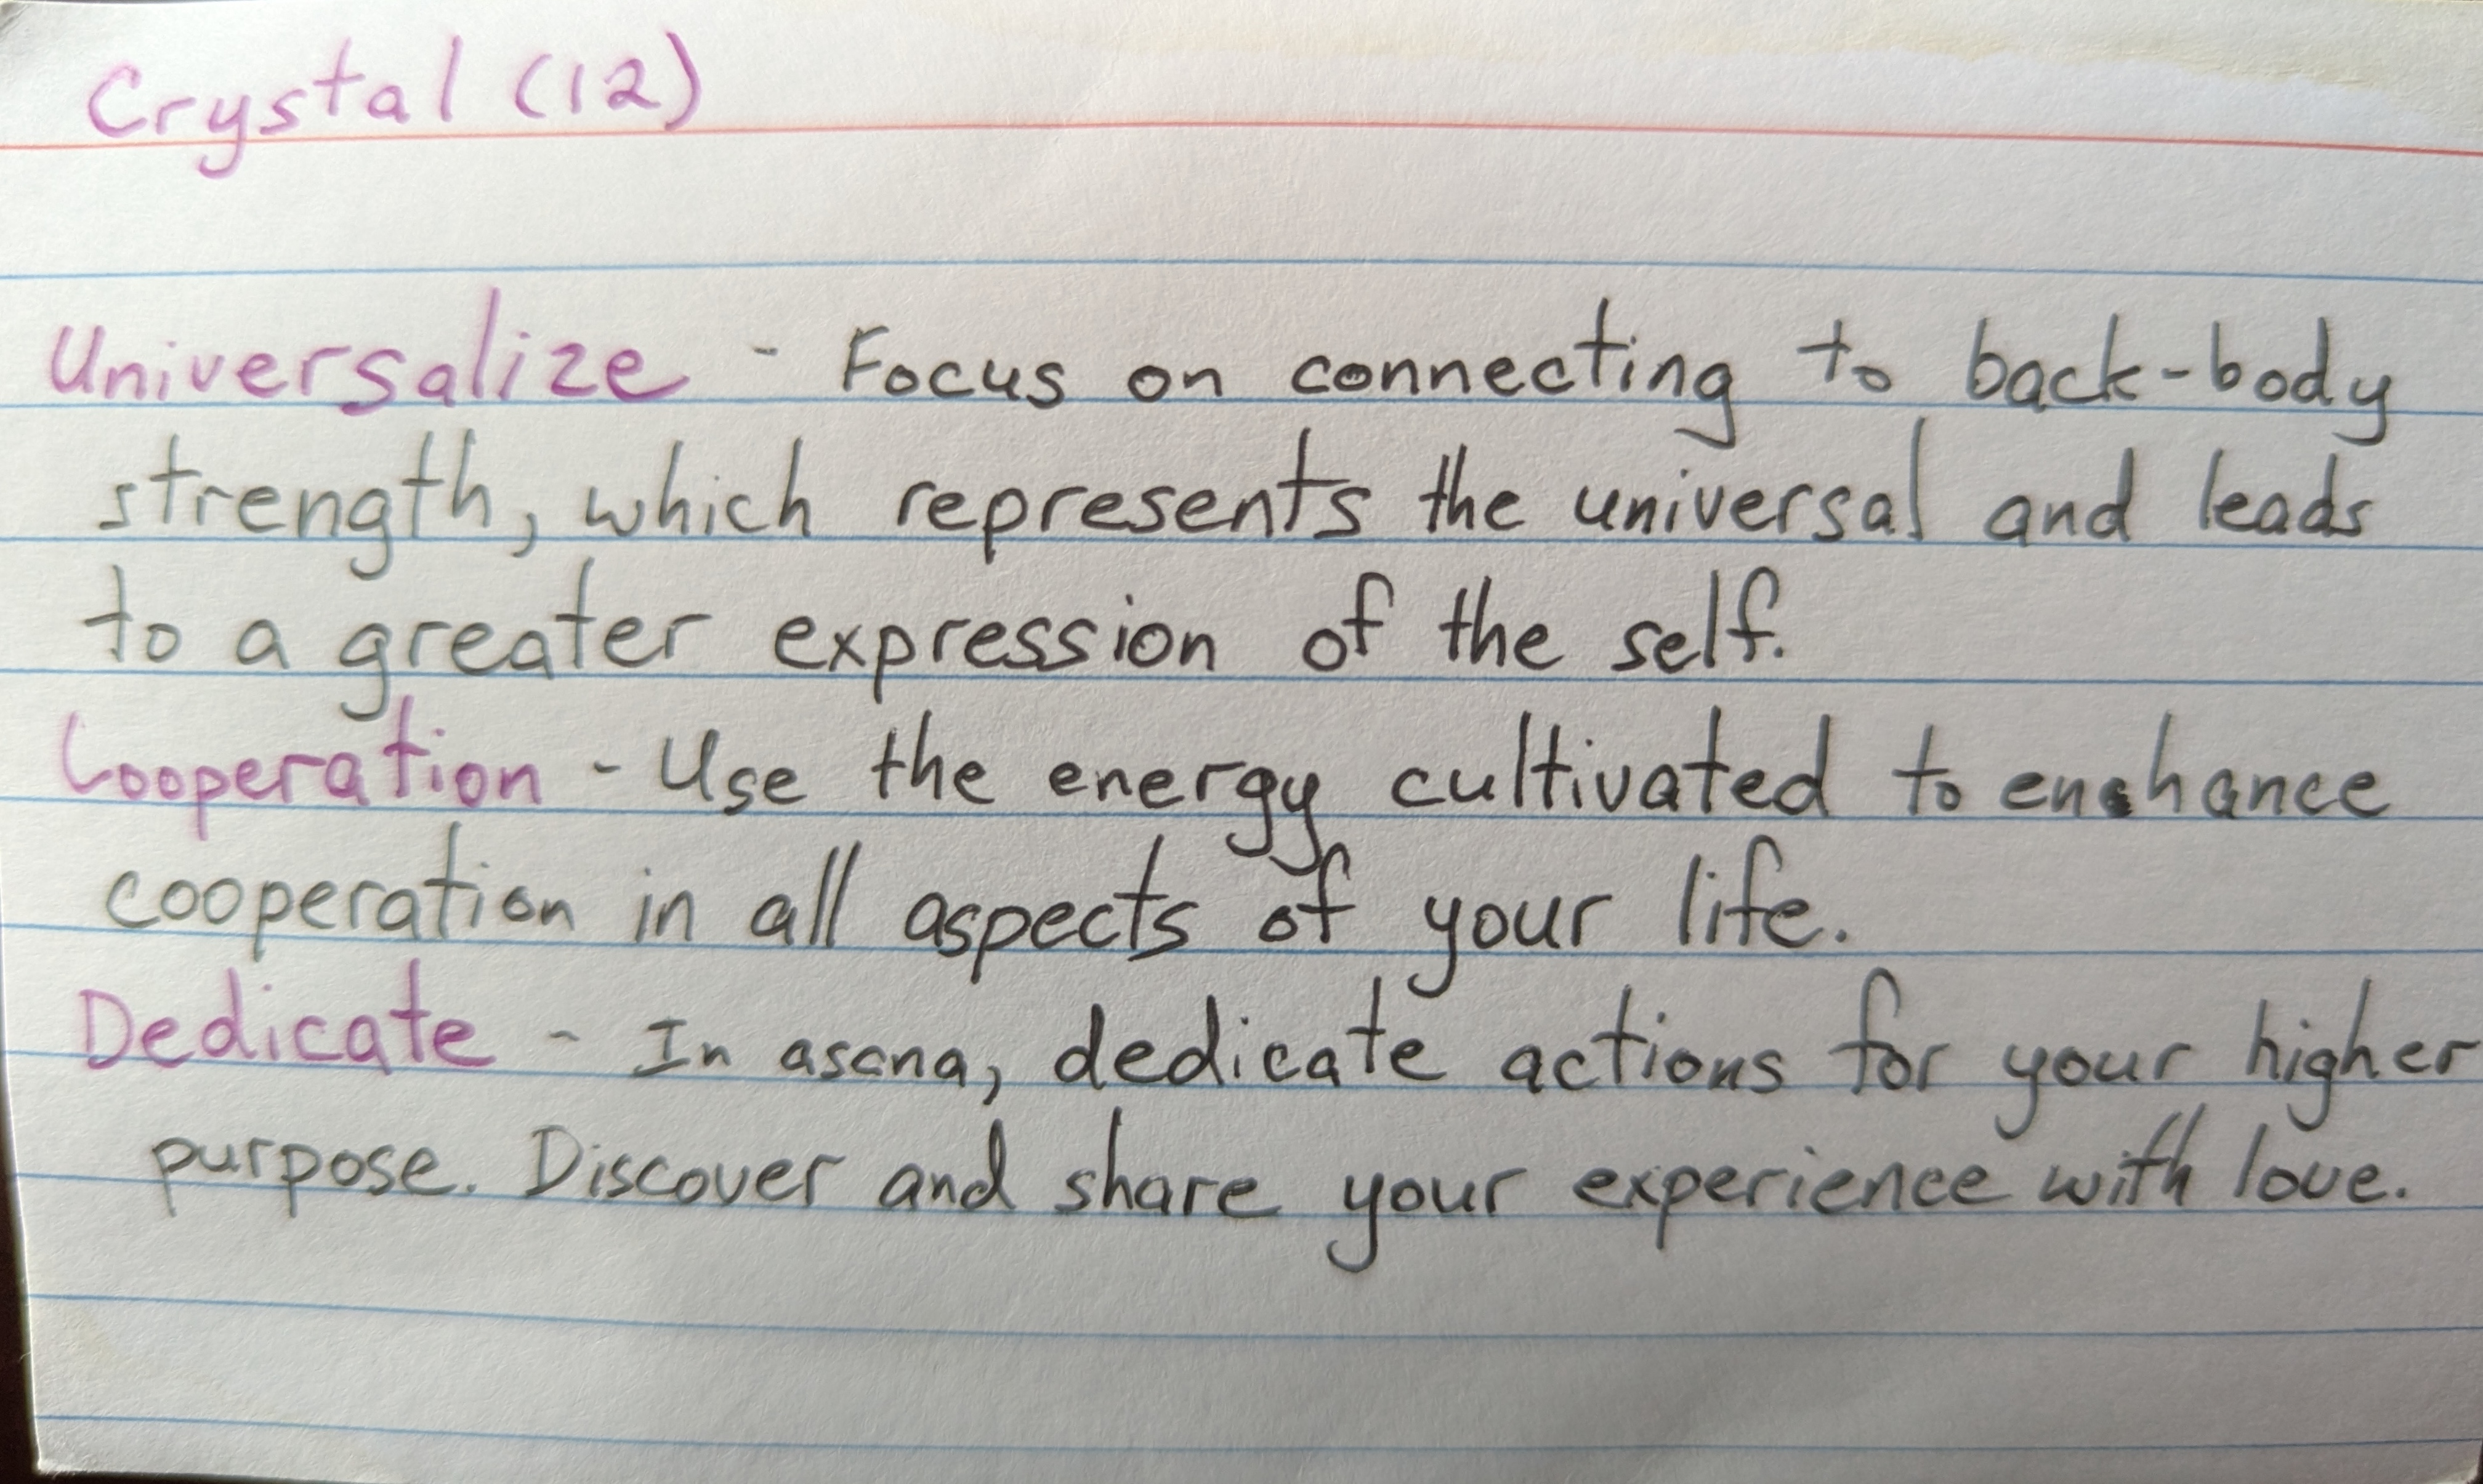 Crystal (12)
Universalize - Focus on connecting to back-body
strength, which represents the universal and leads
to a greater expression of the self.
Cooperation - Use the energy cultivated to enhance
cooperation in all aspects of your life.
Dedicate - In asana, dedicate actions for your higher
purpose. Discover and share your experience with love.